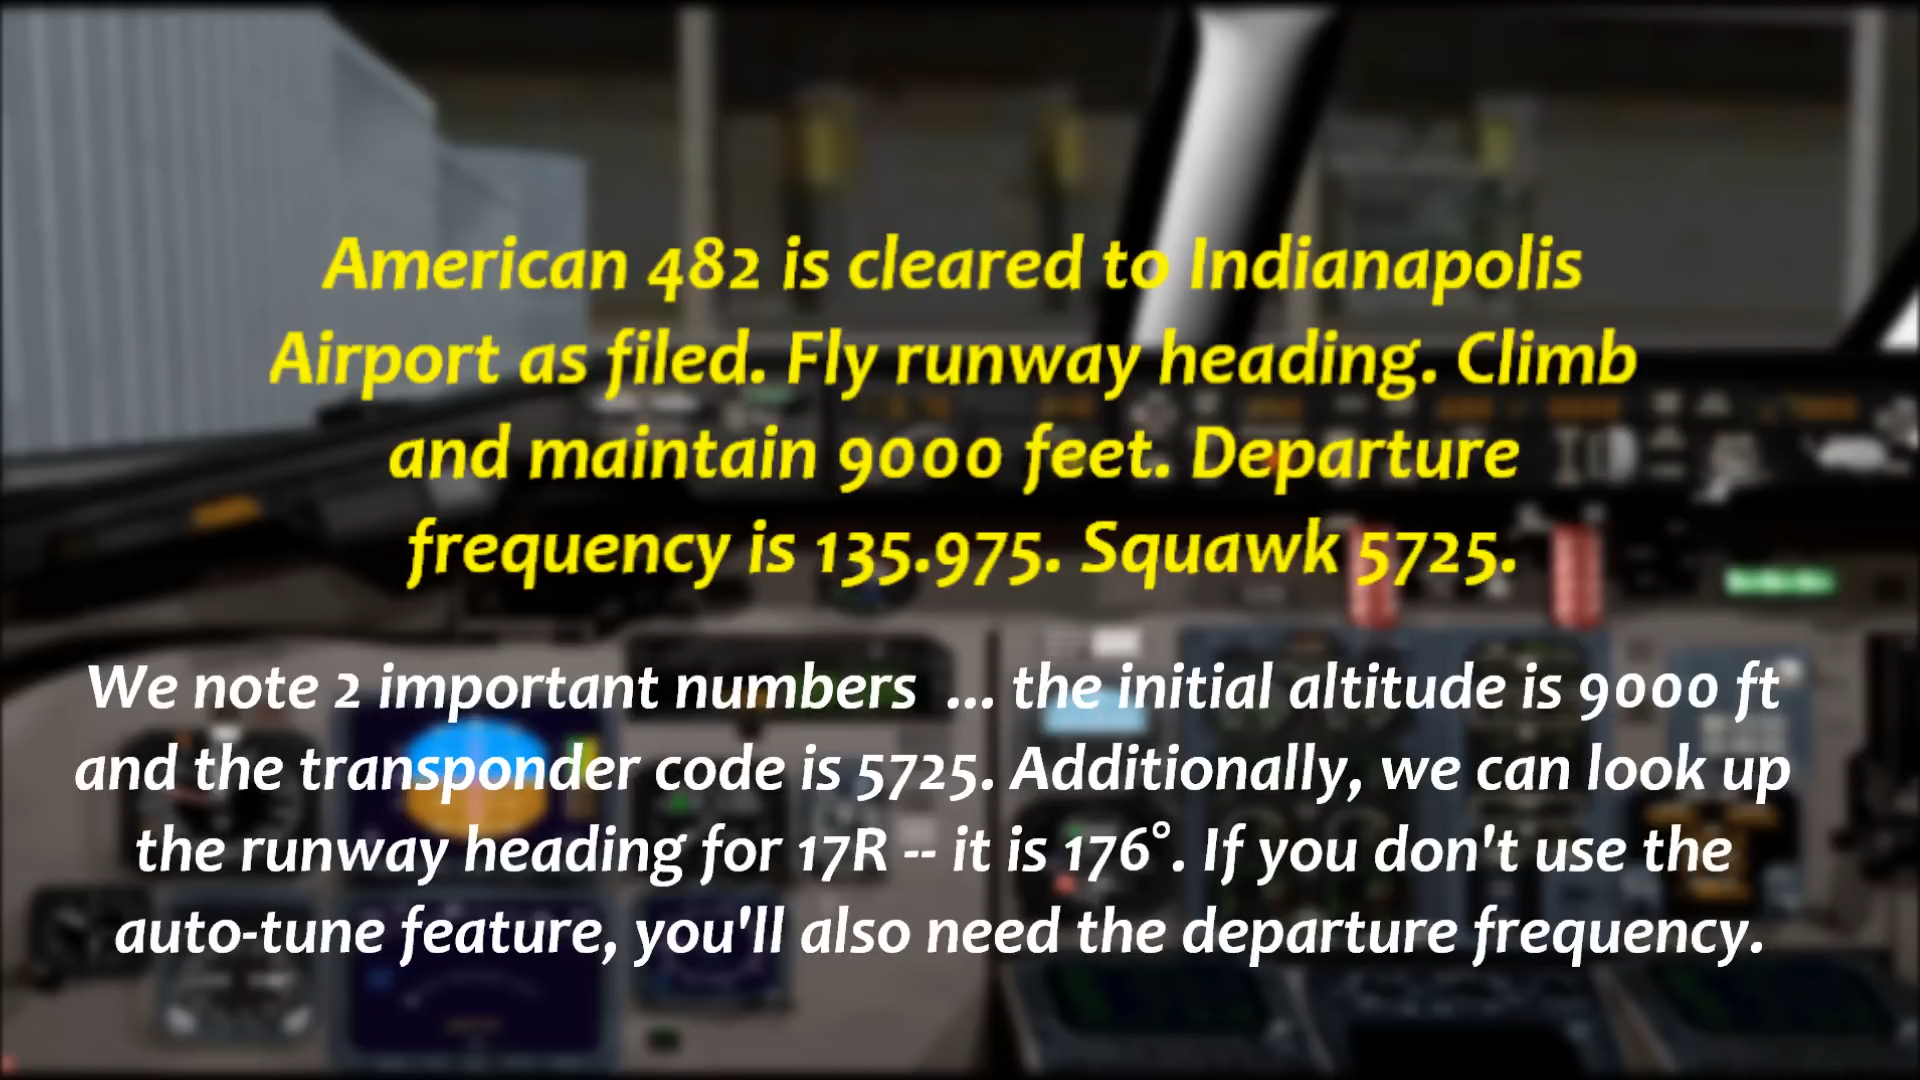 American 482 is cleared to Indianapolis
Airport as filed. Fly runway heading. Climb
and maintain 9000 feet. Departure
frequency is 135.975. Squawk 5725.
We note 2 important numbers  ... the initial altitude is 9000 ft
and the transponder code is 5725. Additionally, we can look up
the runway heading for 17R -- it is 176°. If you don't use the
auto-tune feature, you'll also need the departure frequency.